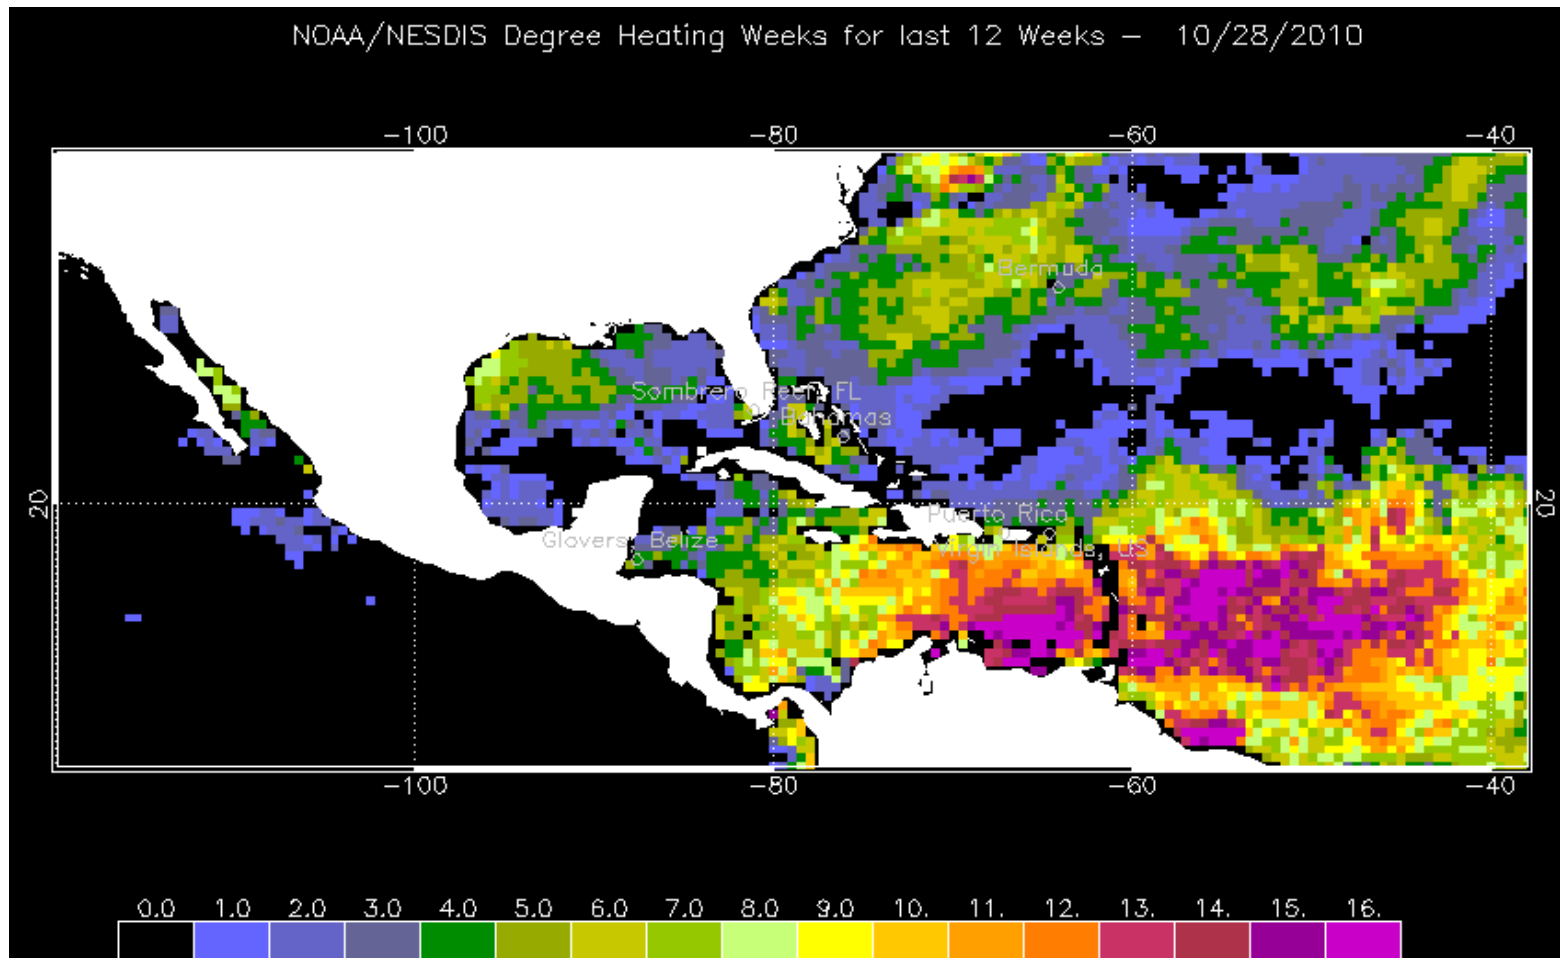 NOAA/NESDIS Degree Heating Weeks for last 12 Weeks – 10/28/2010
−100 −80 −60 −40
Bermuda
Sombrero Reef, FL
Bahamas
20 20
Puerto Rico
Glovers, Belize
Virgin Islands, US
−100 −80 −60 −40
0.0 1.0 2.0 3.0 4.0 5.0 6.0 7.0 8.0 9.0 10. 11. 12. 13. 14. 15. 16.